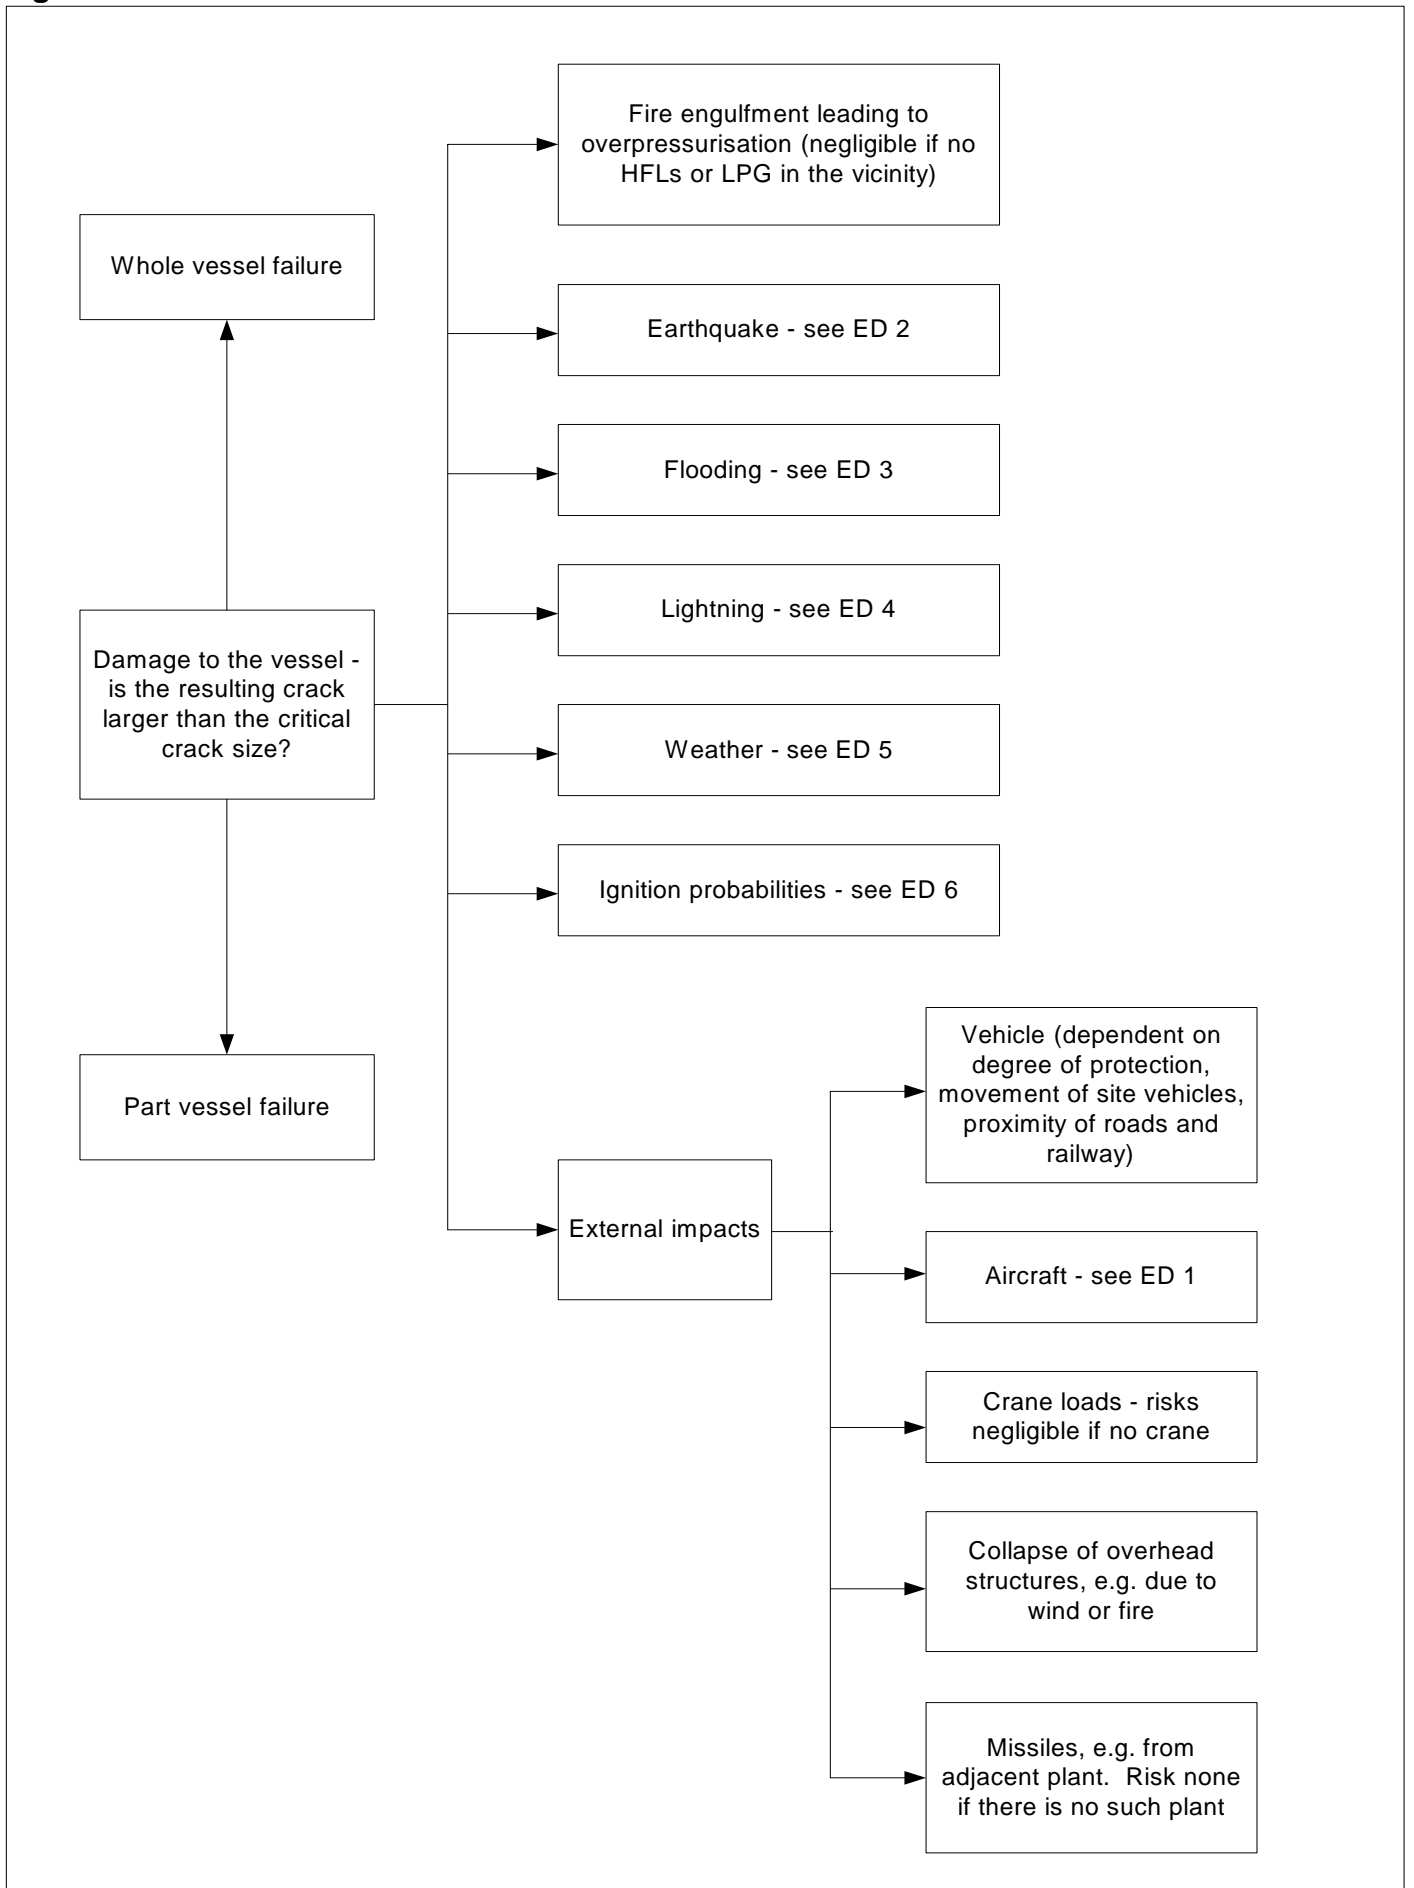 Fire engulfment leading to
overpressurisation (negligible if no
HFLs or LPG in the vicinity)
Whole vessel failure
Earthquake - see ED 2
Flooding - see ED 3
Lightning - see ED 4
Damage to the vessel -
is the resulting crack
larger than the critical
crack size?
Weather - see ED 5
Ignition probabilities - see ED 6
Part vessel failure
Vehicle (dependent on
degree of protection,
movement of site vehicles,
proximity of roads and
railway)
External impacts
Aircraft - see ED 1
Crane loads - risks
negligible if no crane
Collapse of overhead
structures, e.g. due to
wind or fire
Missiles, e.g. from
adjacent plant.  Risk none
if there is no such plant